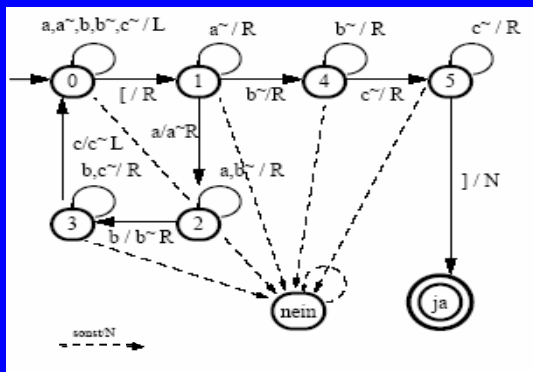 a,a~,b,b~,c~ / L
a~ / R
b~ / R
c~ / R
0
[ / R
1
b~/R
4
c~/ R
5
a/a~R
c/c~ L
b,c~/ R
a,b~ / R
] / N
3
b / b~ R
2
nein
ja
sonst/N